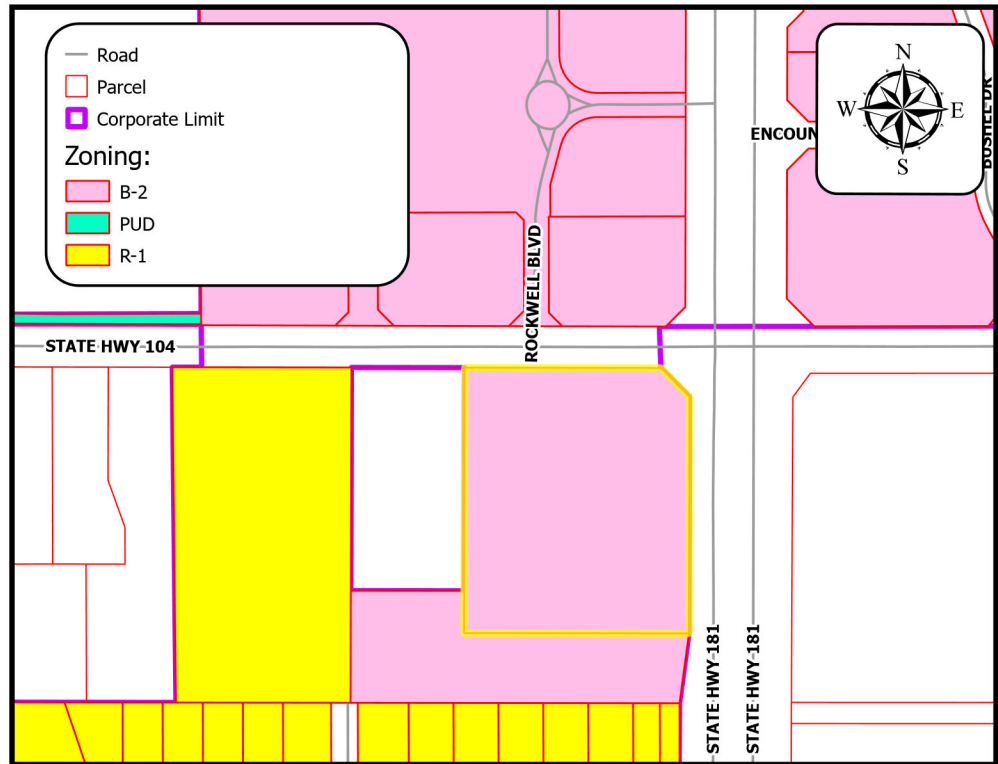 Road
Parcel
Corporate Limit
Zoning:
B-2
PUD
R-1
N
W
E
S
ROCKWELL BLVD
STATE HWY 104
STATE HWY 181
STATE HWY 181
BUSHEL DR